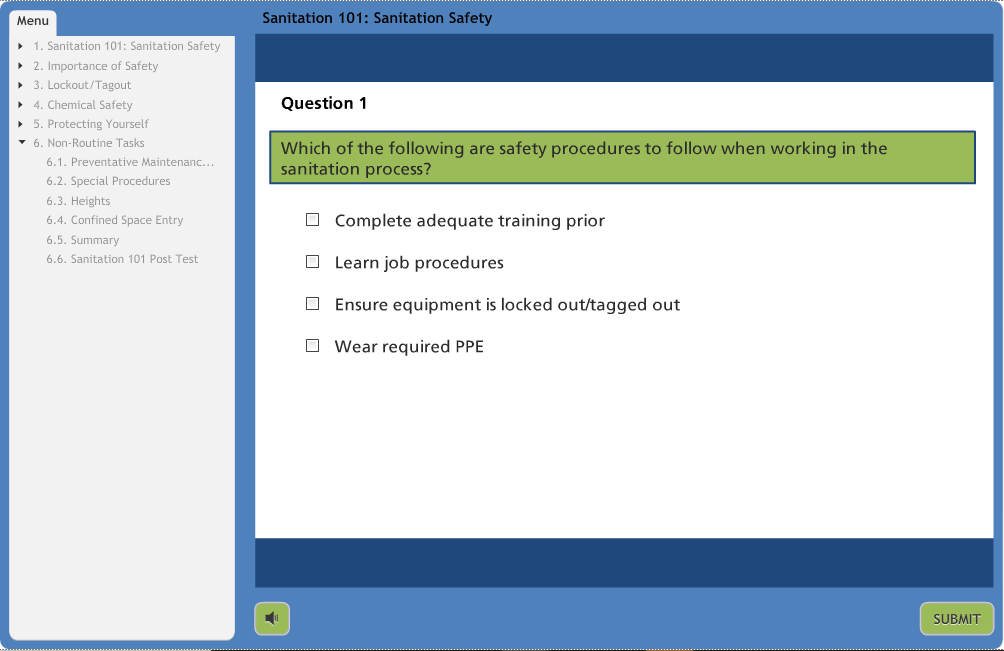 Menu
1. Sanitation 101: Sanitation Safety
2. Importance of Safety
3. Lockout/Tagout
4. Chemical Safety
5. Protecting Yourself
6. Non-Routine Tasks
6.1. Preventative Maintenanc...
6.2. Special Procedures
6.3. Heights
6.4. Confined Space Entry
6.5. Summary
6.6. Sanitation 101 Post Test
Sanitation 101: Sanitation Safety
Question 1
Which of the following are safety procedures to follow when working in the
sanitation process?
Complete adequate training prior
Learn job procedures
Ensure equipment is locked out/tagged out
Wear required PPE
SUBMIT